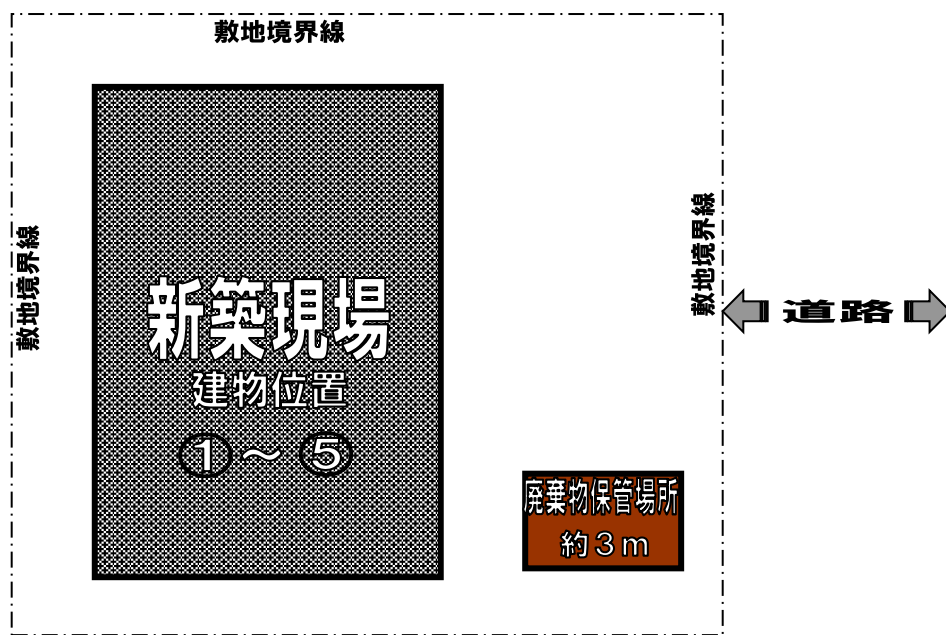 敷地境界線
敷地境界線
敷地境界線
道路
新築現場
建物位置
①～⑤
廃棄物保管場所
約３ｍ